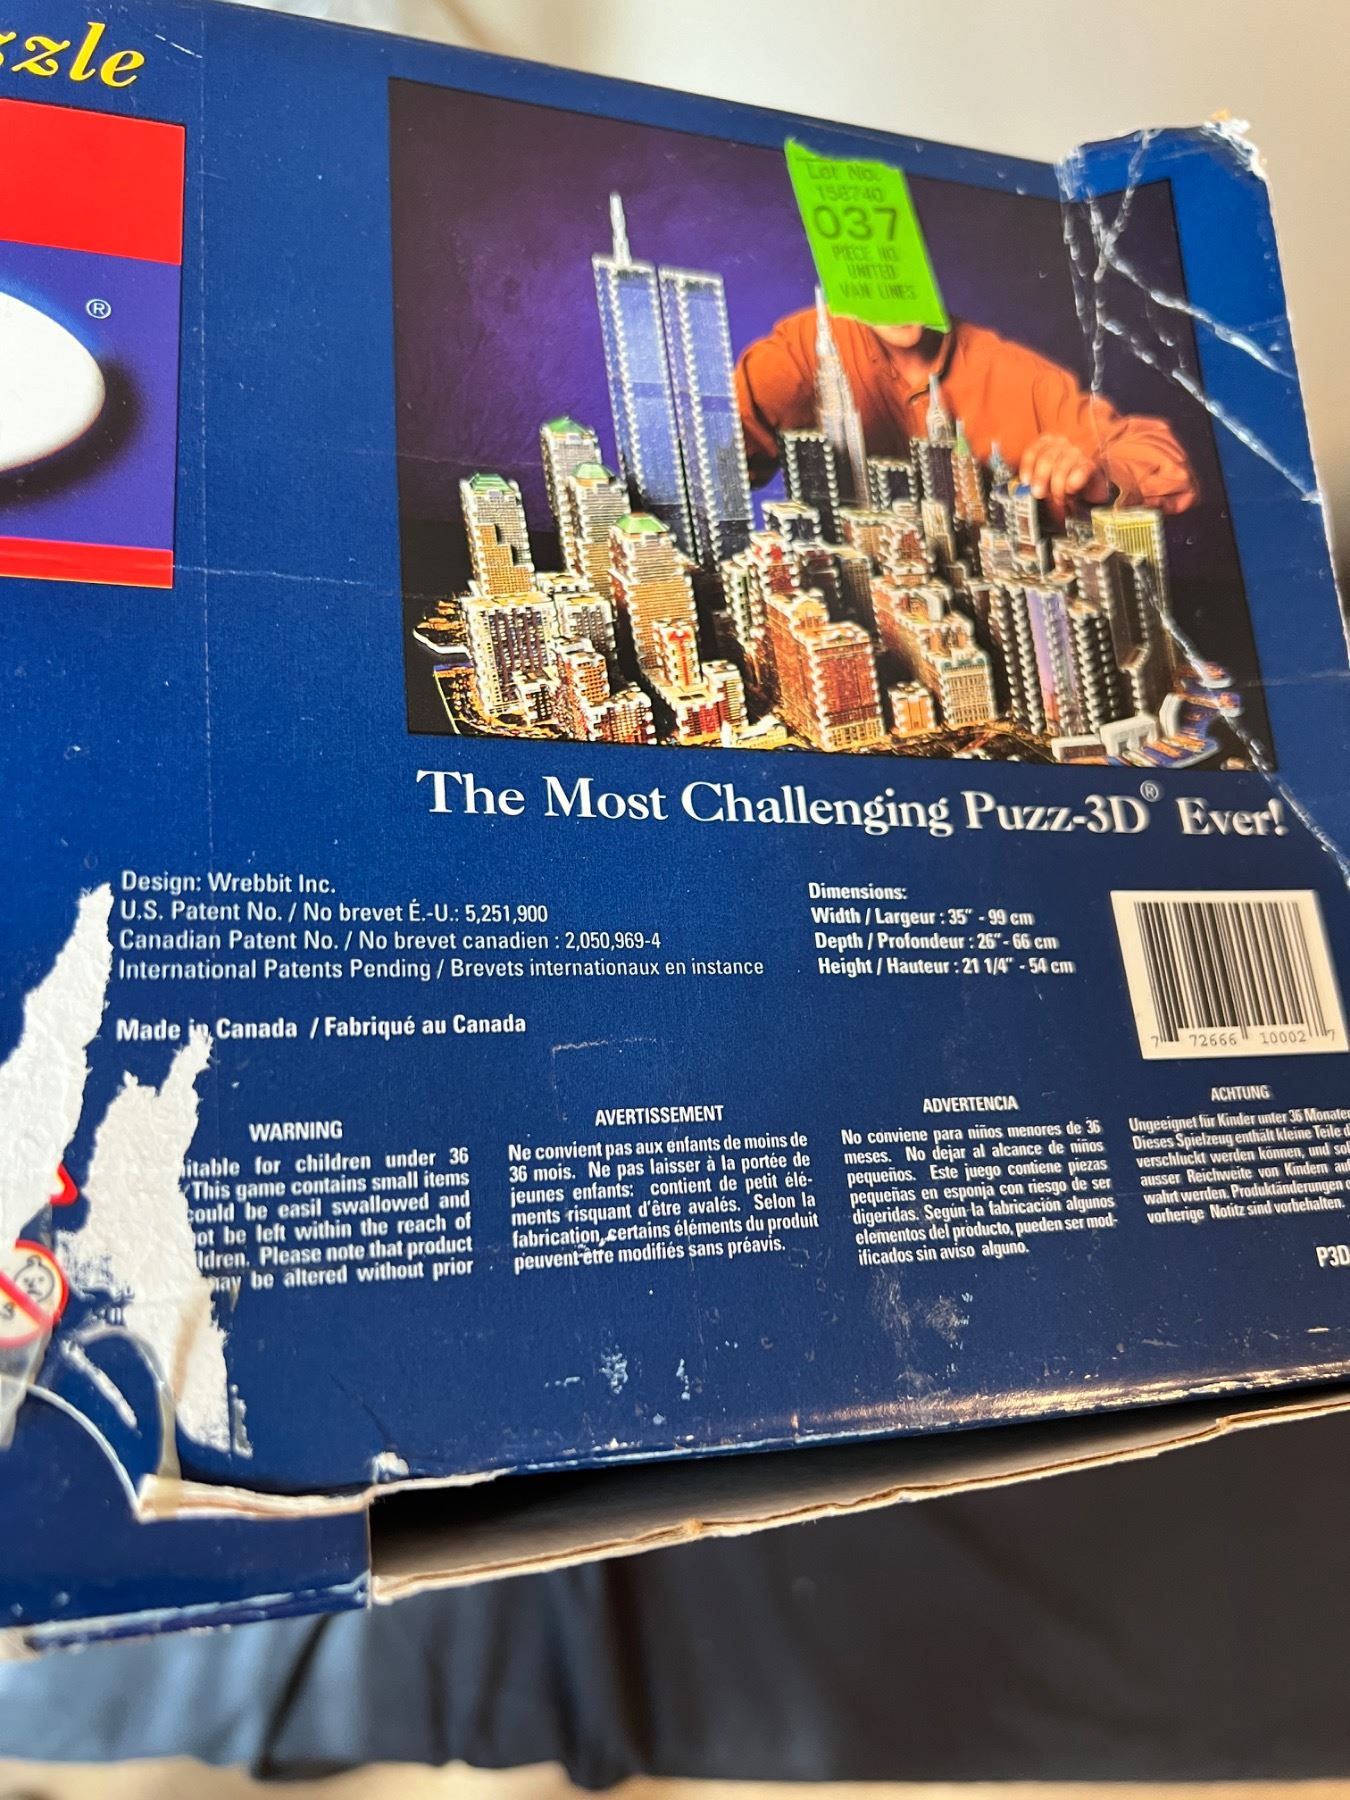 zzle
®
Lot No.
158740
037
PIECE NO.
UNITED
VAN LINES
The Most Challenging Puzz-3D® Ever!
Design: Wrebbit Inc.
U.S. Patent No. / No brevet É.-U.: 5,251,900
Canadian Patent No. / No brevet canadien : 2,050,969-4
International Patents Pending / Brevets internationaux en instance
Made in Canada / Fabriqué au Canada
Dimensions:
Width / Largeur : 35" - 99 cm
Depth / Profondeur : 26" - 66 cm
Height / Hauteur : 21 1/4" - 54 cm
7 72666 10002 7
WARNING
itable for children under 36
This game contains small items
could be easil swallowed and
ot be left within the reach of
ldren. Please note that product
may be altered without prior
AVERTISSEMENT
Ne convient pas aux enfants de moins de
36 mois. Ne pas laisser à la portée de
jeunes enfants: contient de petit élé-
ments risquant d'être avalés. Selon la
fabrication, certains éléments du produit
peuvent être modifiés sans préavis.
ADVERTENCIA
No conviene para niños menores de 36
meses. No dejar al alcance de niños
pequeños. Este juego contiene piezas
pequeñas en esponja con riesgo de ser
digeridas. Según la fabricación algunos
elementos del producto, pueden ser mod-
ificados sin aviso alguno.
ACHTUNG
Ungeeignet für Kinder unter 36 Monate
Dieses Spielzeug enthält kleine Teile d
verschluckt werden können, und sol
ausser Reichweite von Kindern au
wahrt werden. Produktänferungen o
vorherige Notitz sind vorbehalten.
P3D